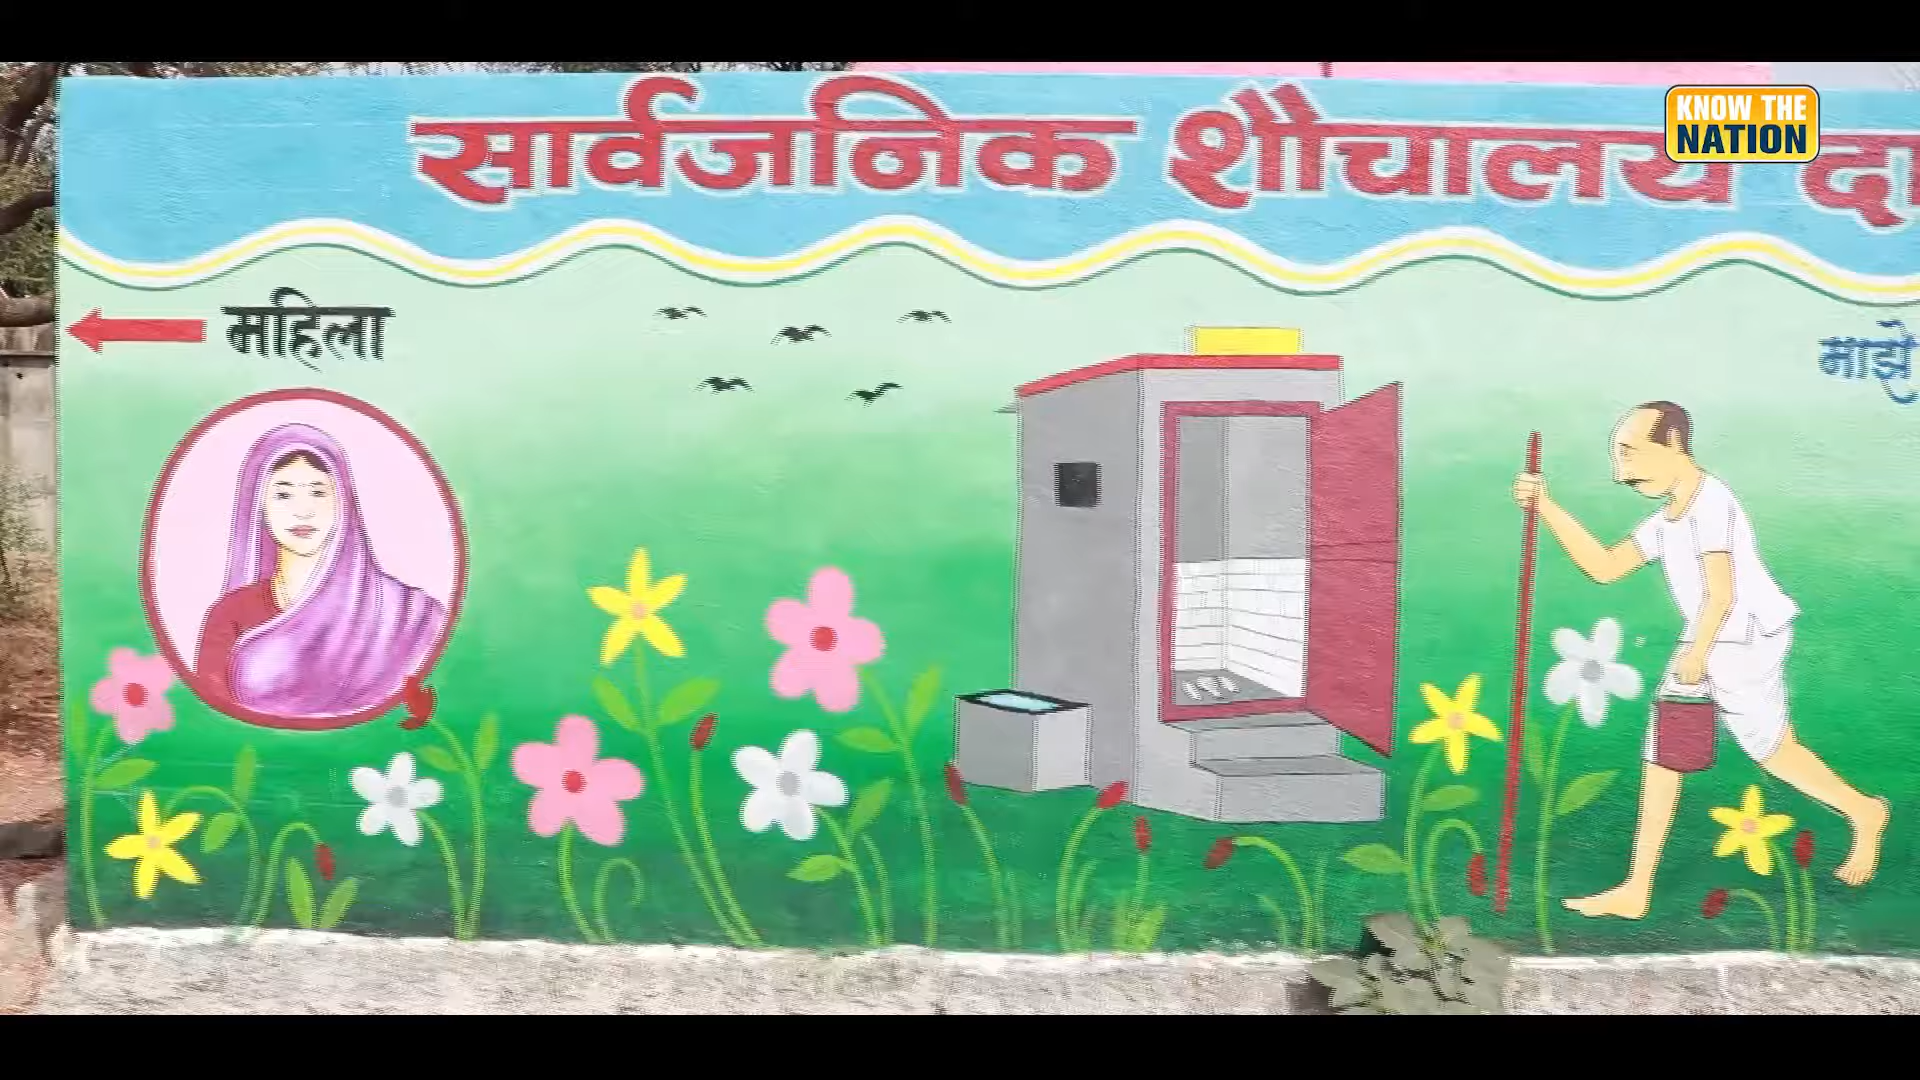 सार्वजनिक शौचालय
KNOW THE
NATION
महिला
माझे